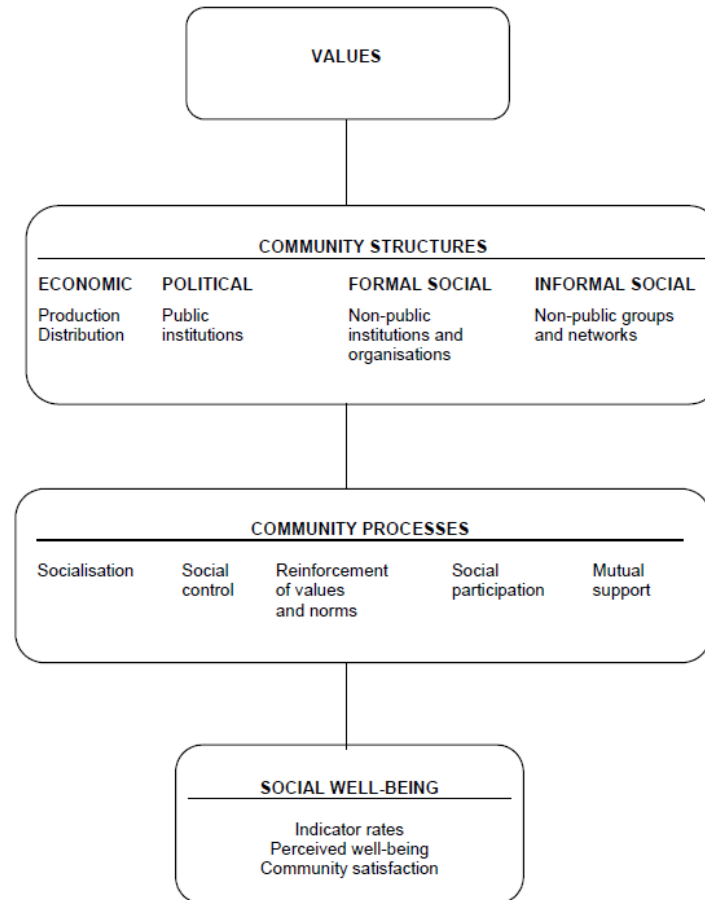 VALUES
COMMUNITY STRUCTURES
ECONOMIC POLITICAL FORMAL SOCIAL INFORMAL SOCIAL
Production Public Non-public Non-public groups
Distribution institutions institutions and and networks
organisations
COMMUNITY PROCESSES
Socialisation Social Reinforcement Social Mutual
control of values participation support
and norms
SOCIAL WELL-BEING
Indicator rates
Perceived well-being
Community satisfaction